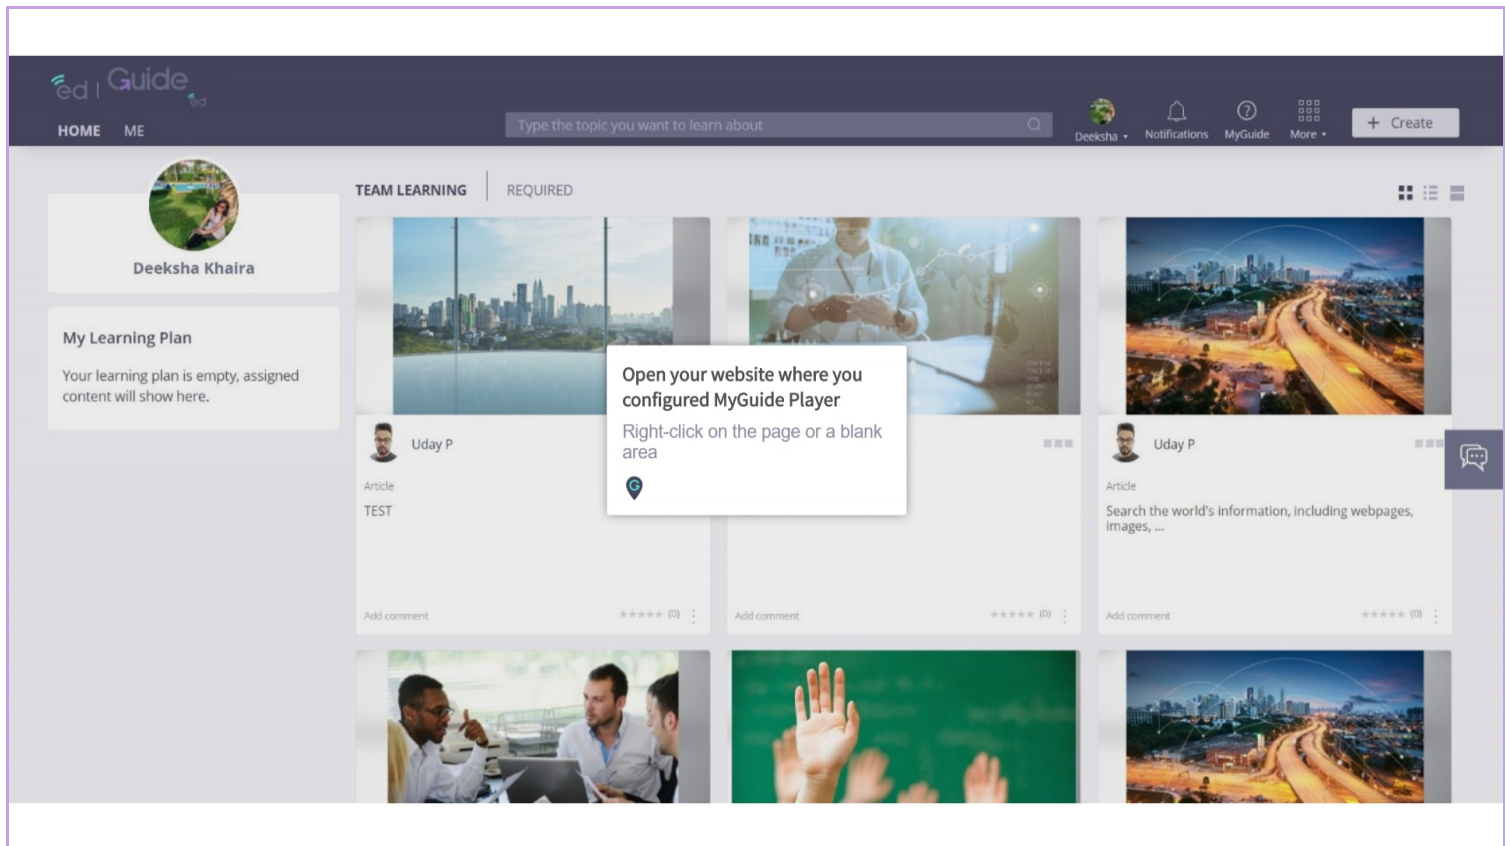 ed | Guide
ed
HOME ME
Type the topic you want to learn about
Deeksha
Notifications
MyGuide
More
+ Create
Deeksha Khaira
My Learning Plan
Your learning plan is empty, assigned
content will show here.
TEAM LEARNING
REQUIRED
Open your website where you
configured MyGuide Player
Right-click on the page or a blank
area
G
Uday P
Article
TEST
Add comment
(0)
Add comment
(0)
Uday P
Article
Search the world's information, including webpages,
images, ...
Add comment
(0)